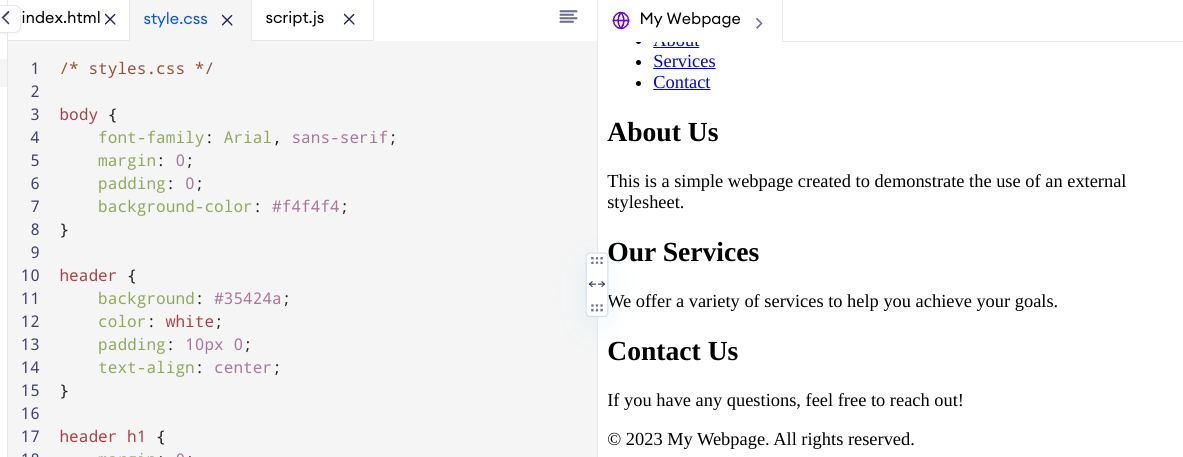 index.html
style.css
script.js
My Webpage
1 /* styles.css */
2
3 body {
4 font-family: Arial, sans-serif;
5 margin: 0;
6 padding: 0;
7 background-color: #f4f4f4;
8 }
9
10 header {
11 background: #35424a;
12 color: white;
13 padding: 10px 0;
14 text-align: center;
15 }
16
17 header h1 {
18 margin: 0;
About
Services
Contact
About Us
This is a simple webpage created to demonstrate the use of an external
stylesheet.
Our Services
We offer a variety of services to help you achieve your goals.
Contact Us
If you have any questions, feel free to reach out!
© 2023 My Webpage. All rights reserved.